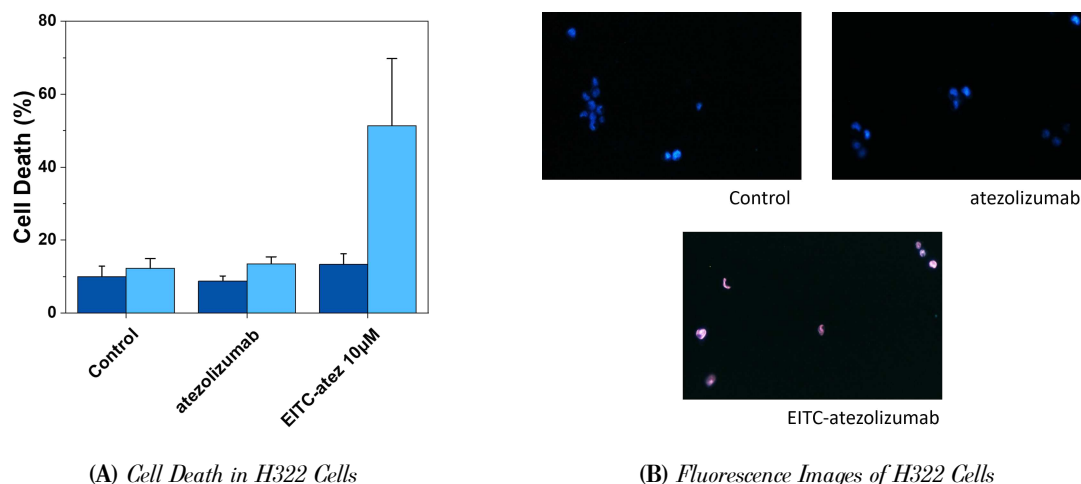 80
60
40
20
0
Cell Death (%)
Control
atezolizumab
EITC-atez 10µM
(A) Cell Death in H322 Cells
Control
atezolizumab
EITC-atezolizumab
(B) Fluorescence Images of H322 Cells